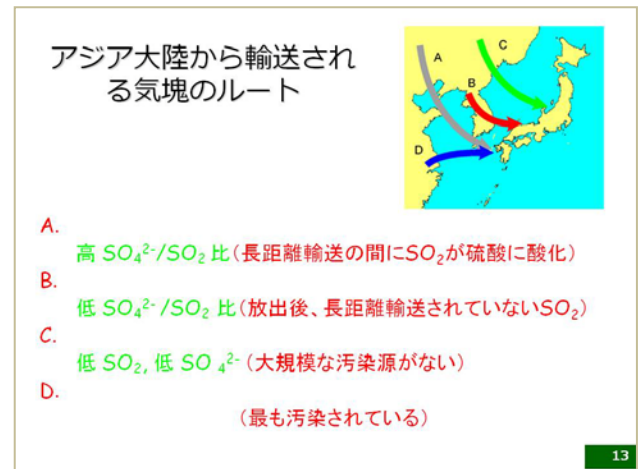 アジア大陸から輸送され
る気塊のルート
A
B
C
D
A.
高 SO₄²⁻/SO₂ 比(長距離輸送の間にSO₂が硫酸に酸化)
B.
低 SO₄²⁻/SO₂ 比(放出後、長距離輸送されていないSO₂)
C.
低 SO₂, 低 SO ₄²⁻ (大規模な汚染源がない)
D.
(最も汚染されている)
13